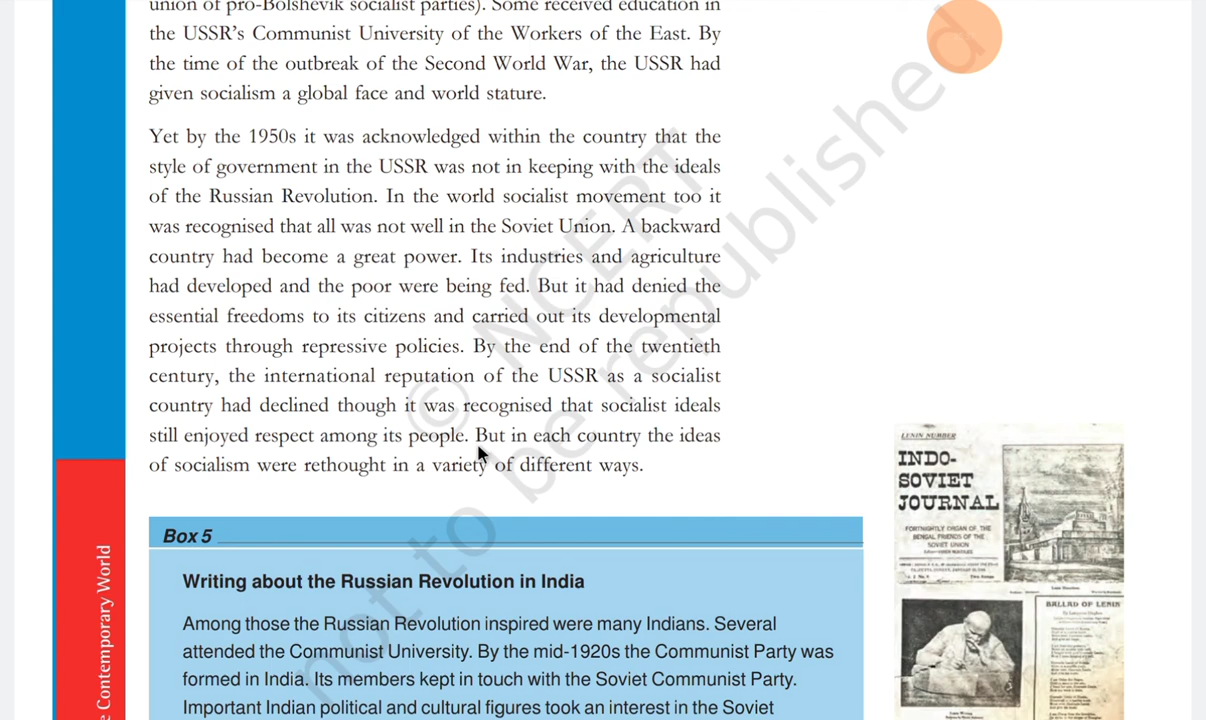 union of pro-Bolshevik socialist parties). Some received education in
the USSR's Communist University of the Workers of the East. By
the time of the outbreak of the Second World War, the USSR had
given socialism a global face and world stature.
Yet by the 1950s it was acknowledged within the country that the
style of government in the USSR was not in keeping with the ideals
of the Russian Revolution. In the world socialist movement too it
was recognised that all was not well in the Soviet Union. A backward
country had become a great power. Its industries and agriculture
had developed and the poor were being fed. But it had denied the
essential freedoms to its citizens and carried out its developmental
projects through repressive policies. By the end of the twentieth
century, the international reputation of the USSR as a socialist
country had declined though it was recognised that socialist ideals
still enjoyed respect among its people. But in each country the ideas
of socialism were rethought in a variety of different ways.
Box 5
Writing about the Russian Revolution in India
Among those the Russian Revolution inspired were many Indians. Several
attended the Communist University. By the mid-1920s the Communist Party was
formed in India. Its members kept in touch with the Soviet Communist Party.
Important Indian political and cultural figures took an interest in the Soviet
LENIN NUMBER
INDO-
SOVIET
JOURNAL
FORTNIGHTLY ORGAN OF THE
BENGAL FRIENDS OF THE
SOVIET UNION
BALLAD OF LENIN
Contemporary World
© NCERT
not to be republished